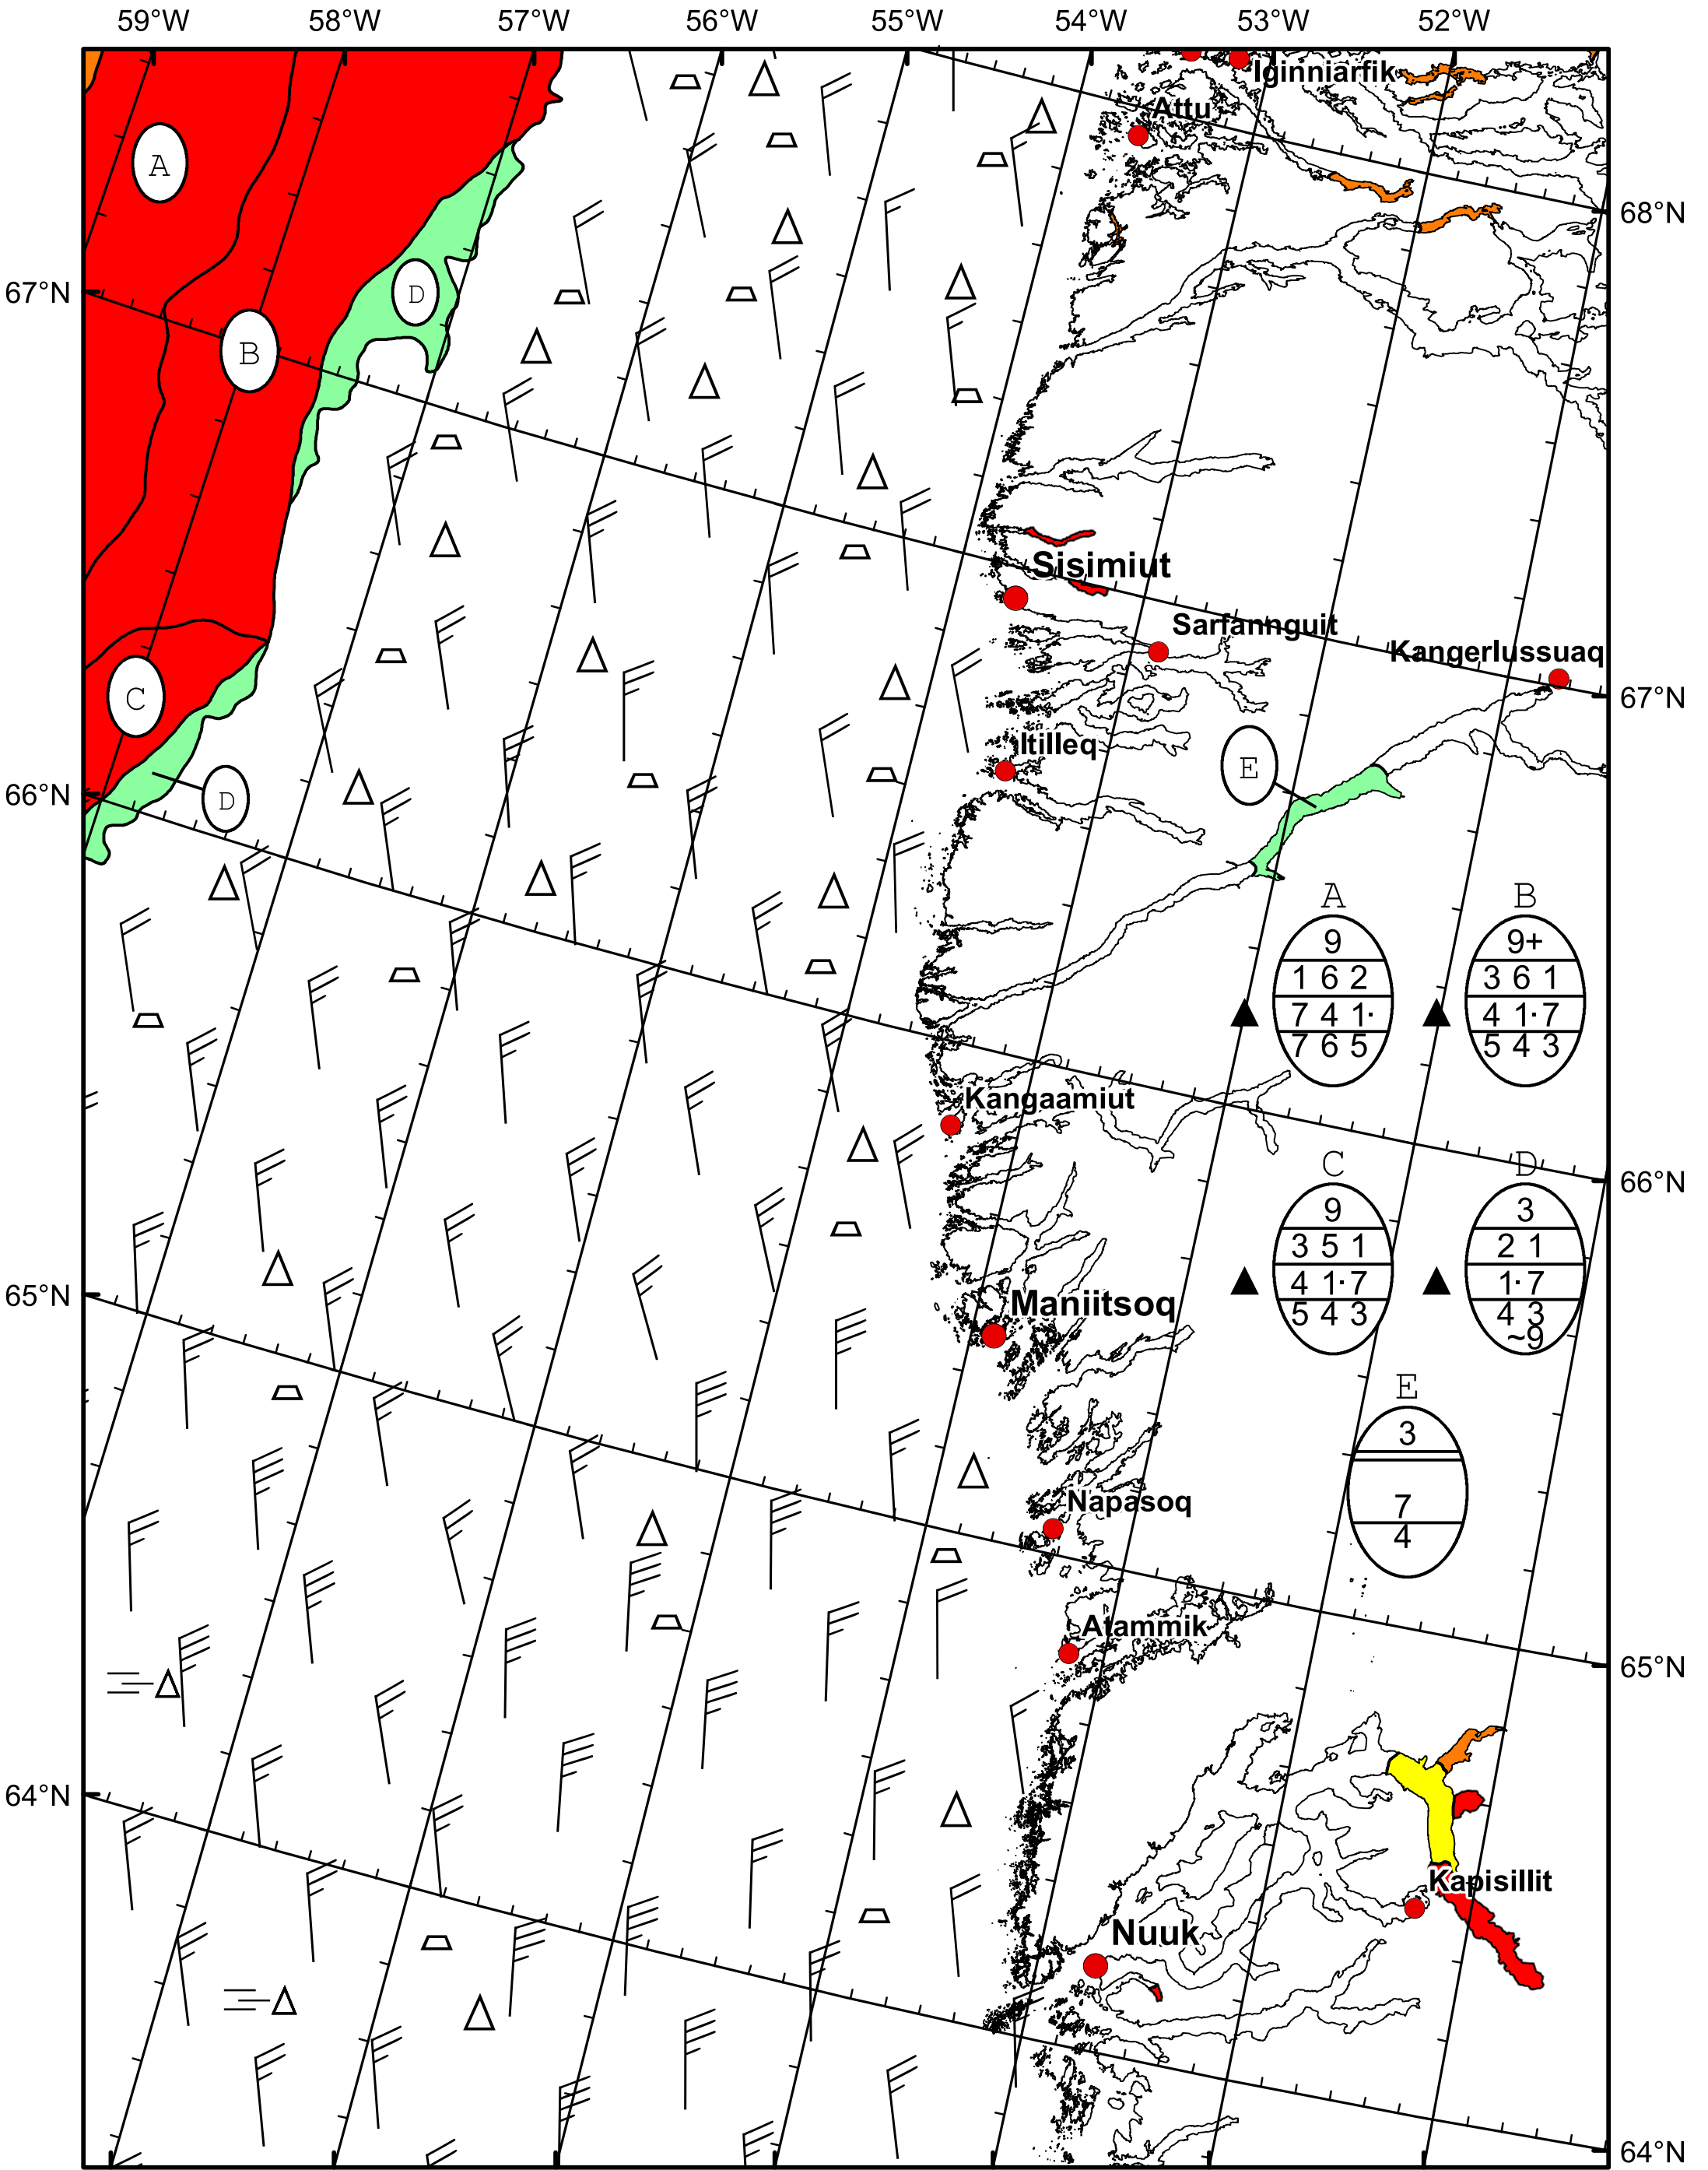 59°W 58°W 57°W 56°W 55°W 54°W 53°W 52°W
Iginniarfik
Attu
A
68°N
67°N
D
B
Sisimiut
Sarfannguit
Kangerlussuaq
67°N
C
Itilleq
E
66°N
D
A B
9 9+
1 6 2 3 6 1
7 4 1· 4 1·7
7 6 5 5 4 3
Kangaamiut
66°N
C D
9 3
3 5 1 2 1
4 1·7 1·7
5 4 3 4 3
~9
65°N
Maniitsoq
E
3
7
4
Napasoq
Atammik
65°N
64°N
Kapisillit
Nuuk
64°N